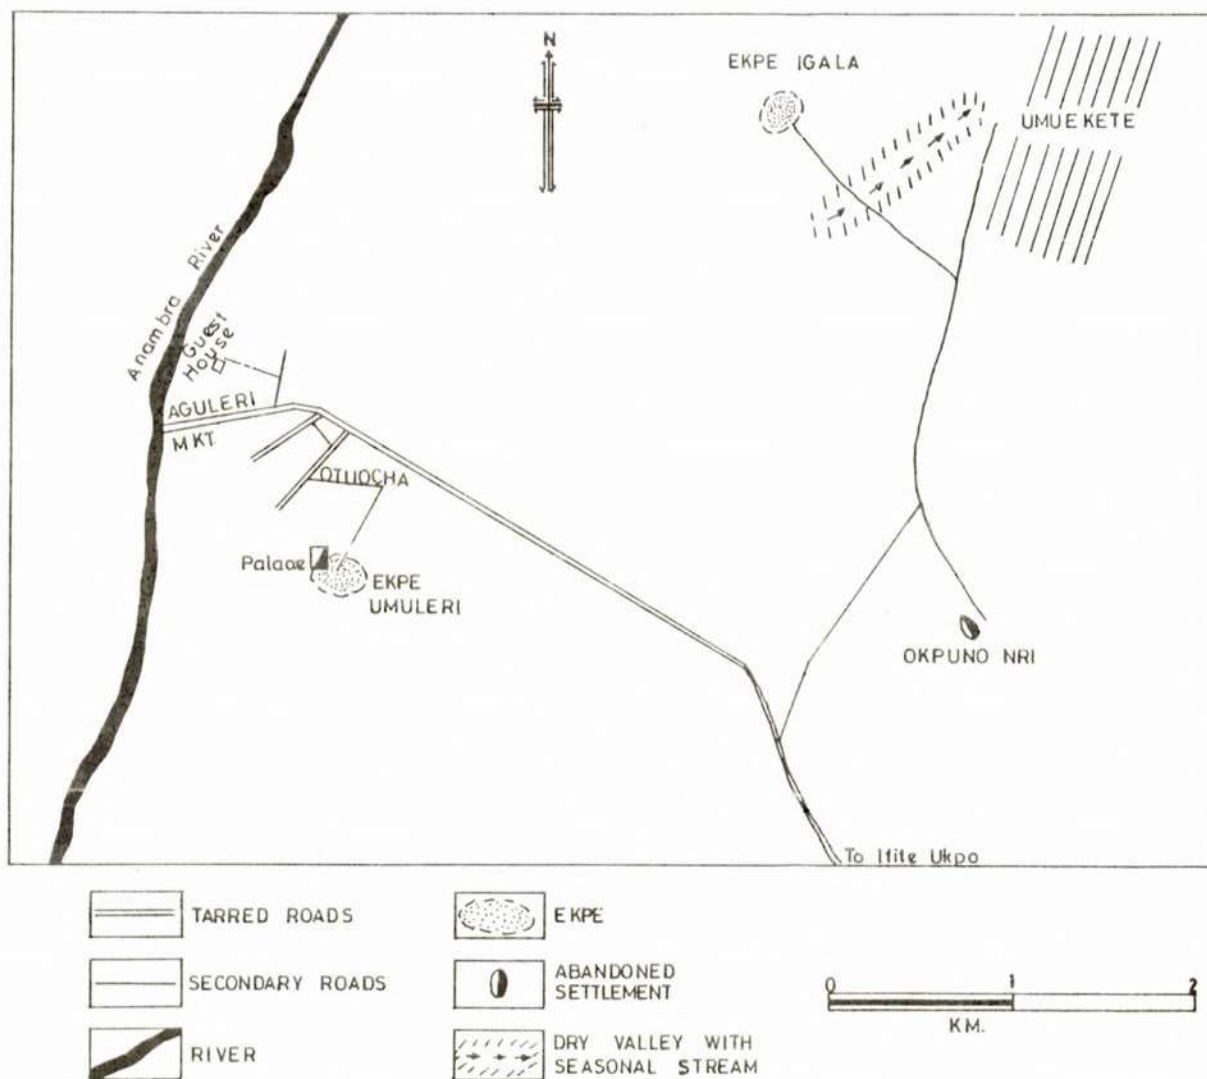 N
EKPE IGALA
UMUEKETE
Anambra River
Guest
House
AGULERI
MKT.
OTUOCHA
Palace
EKPE
UMULERI
OKPUNO NRI
To Ifite Ukpo
TARRED ROADS
SECONDARY ROADS
RIVER
EKPE
ABANDONED
SETTLEMENT
DRY VALLEY WITH
SEASONAL STREAM
0 1 2
KM.